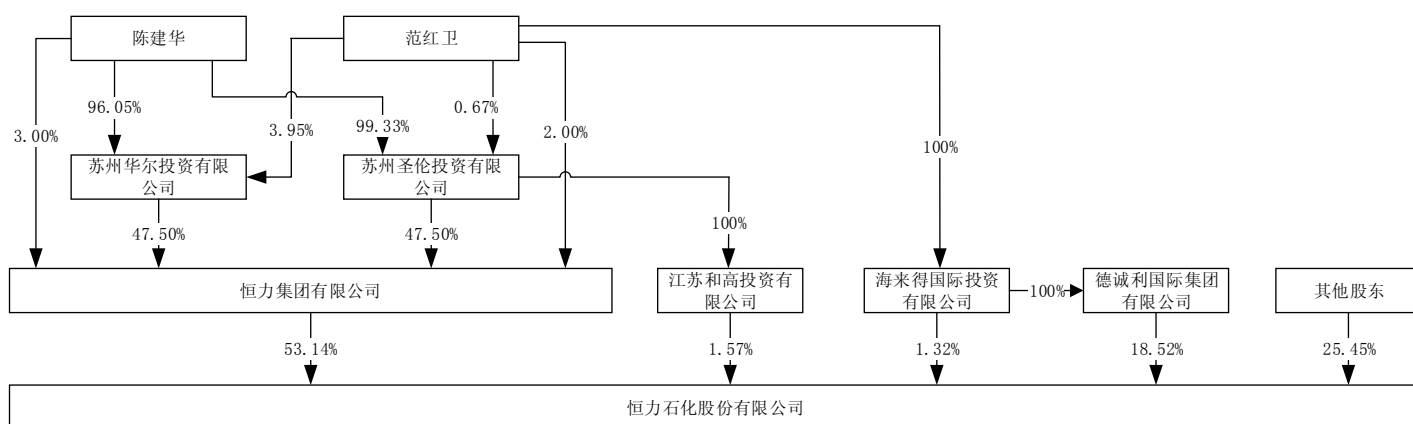 陈建华
范红卫
96.05%
0.67%
3.00%
3.95%
99.33%
2.00%
100%
苏州华尔投资有限
公司
苏州圣伦投资有限
公司
47.50%
47.50%
100%
恒力集团有限公司
江苏和高投资有
限公司
海来得国际投资
有限公司
100%
德诚利国际集团
有限公司
其他股东
53.14%
1.57%
1.32%
18.52%
25.45%
恒力石化股份有限公司